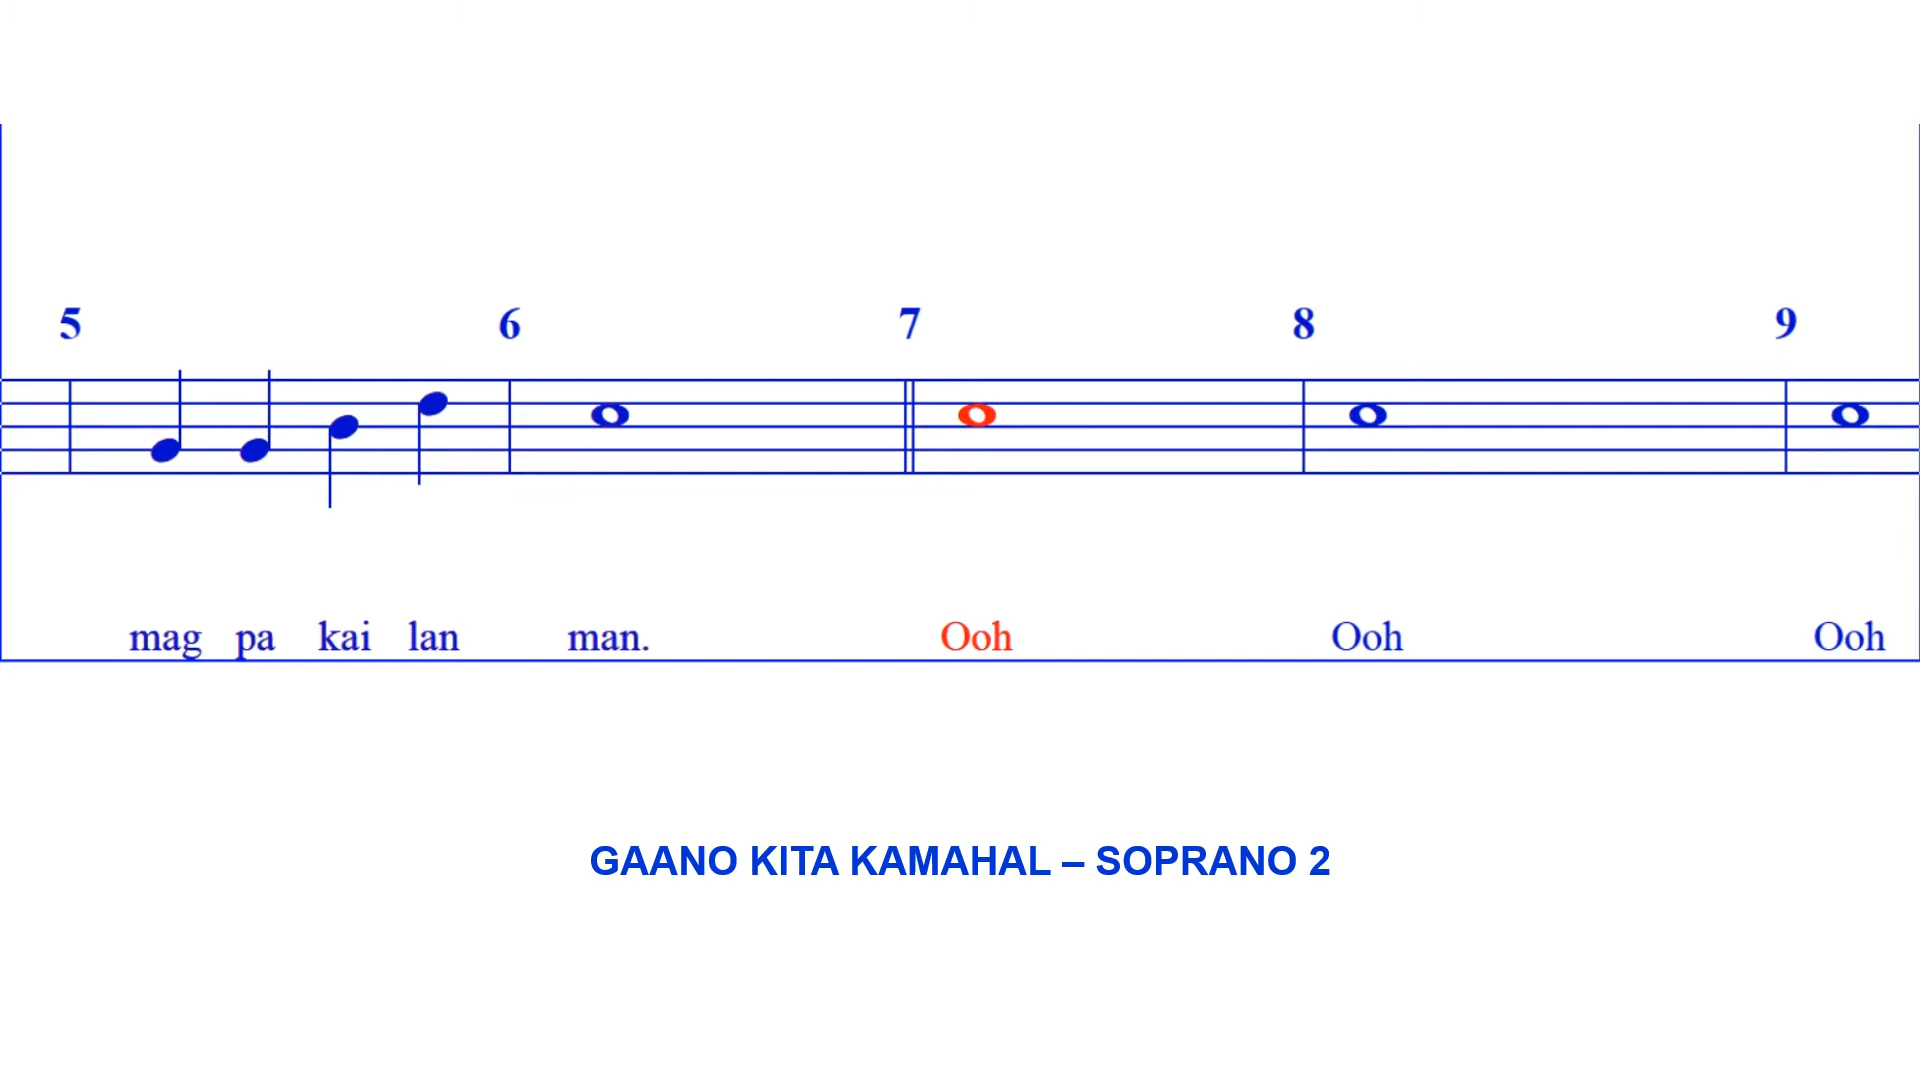 5 6 7 8 9
mag pa kai lan man. Ooh Ooh Ooh
GAANO KITA KAMAHAL – SOPRANO 2